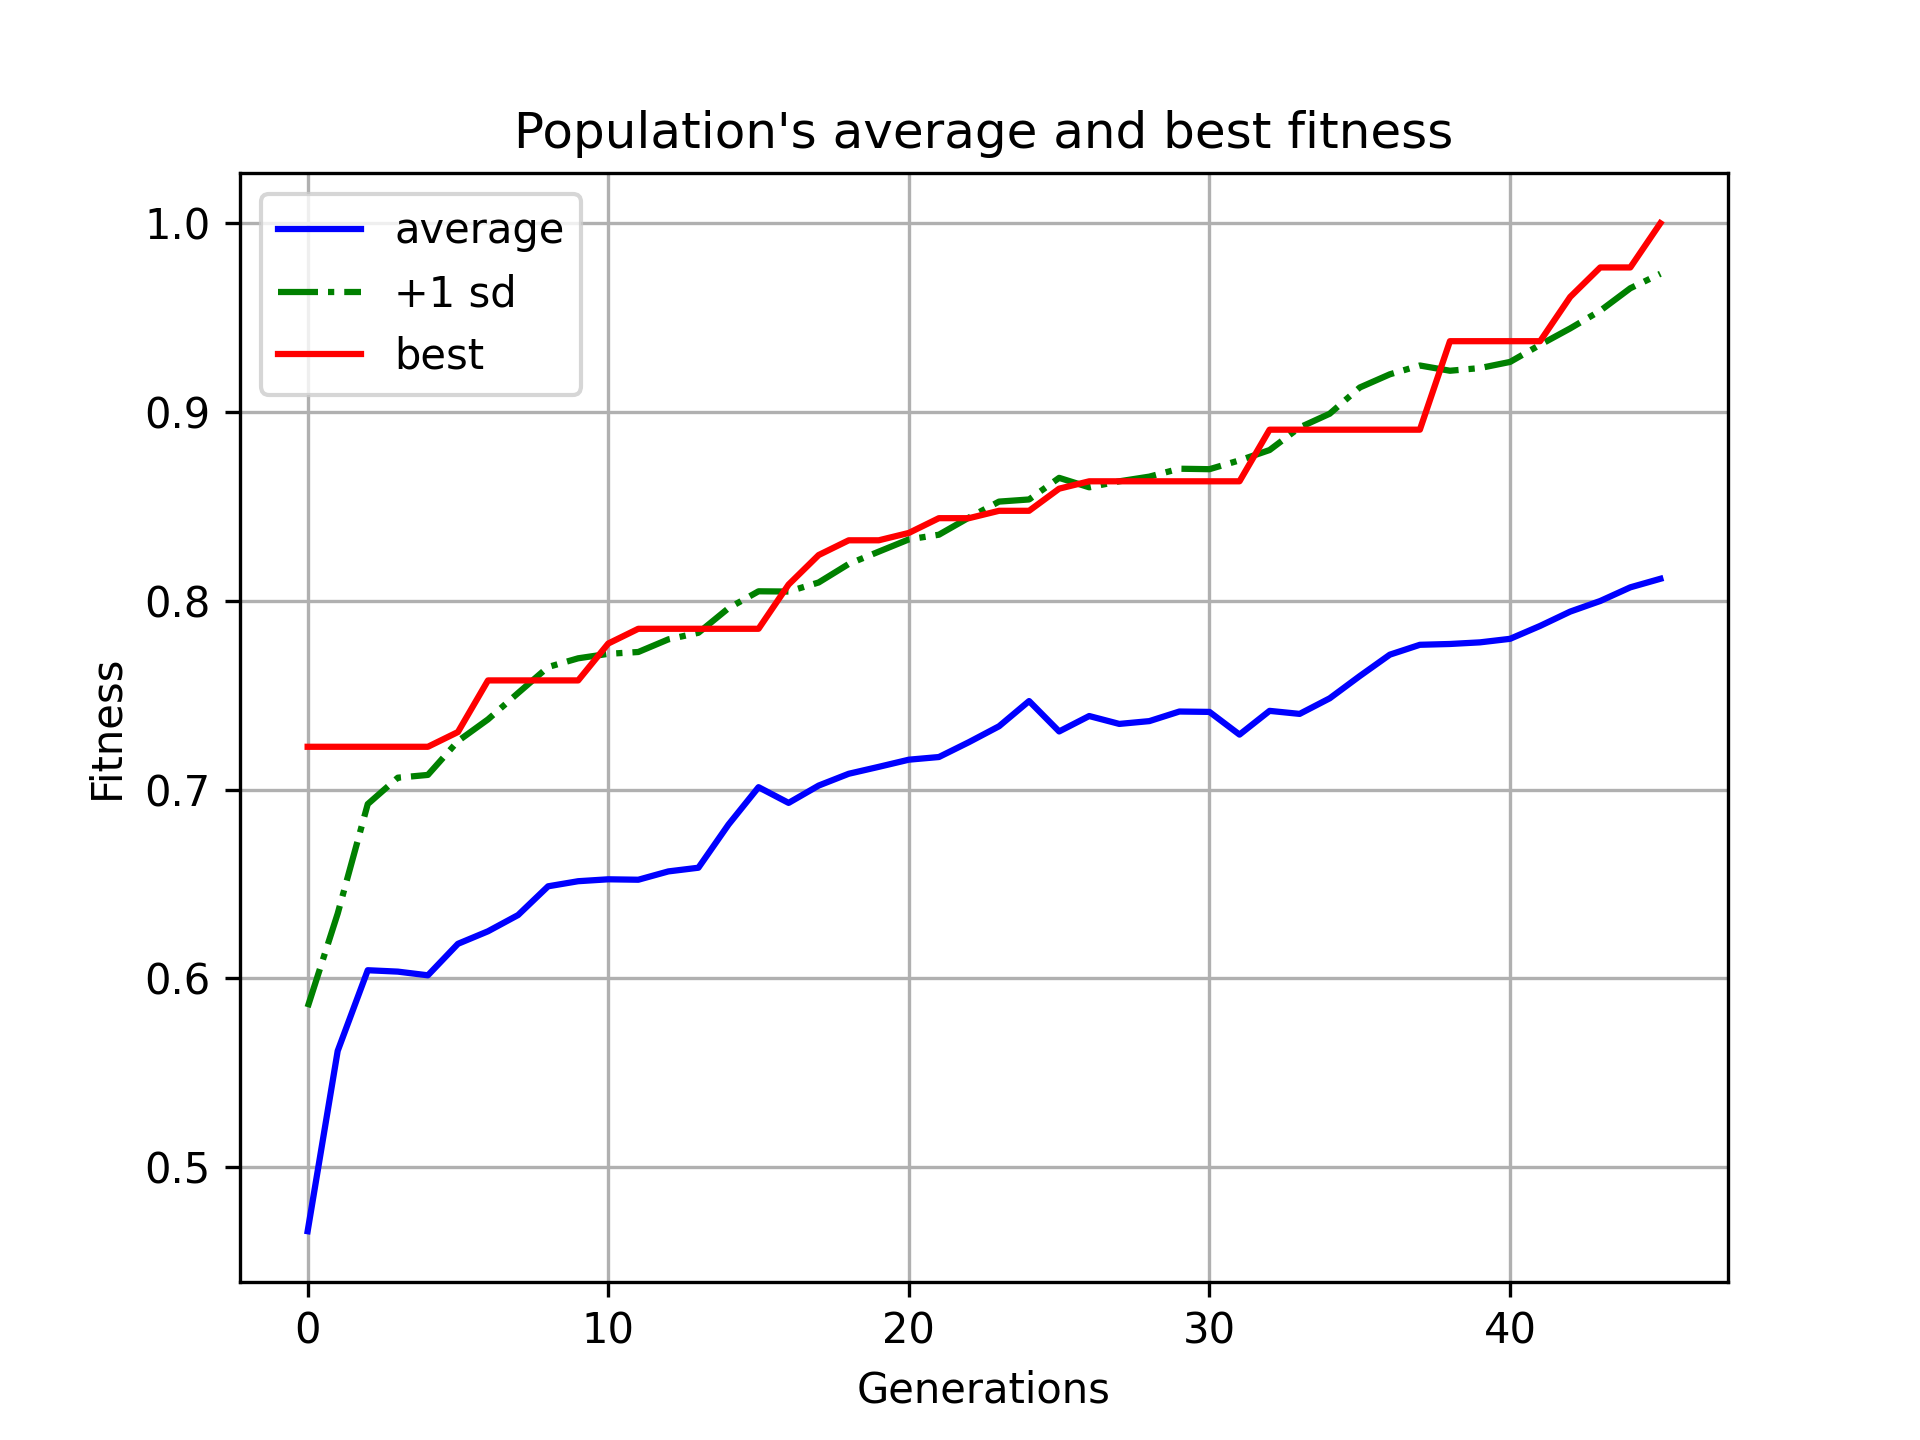 Population's average and best fitness
average
+1 sd
best
1.0
0.9
0.8
0.7
0.6
0.5
Fitness
0 10 20 30 40
Generations